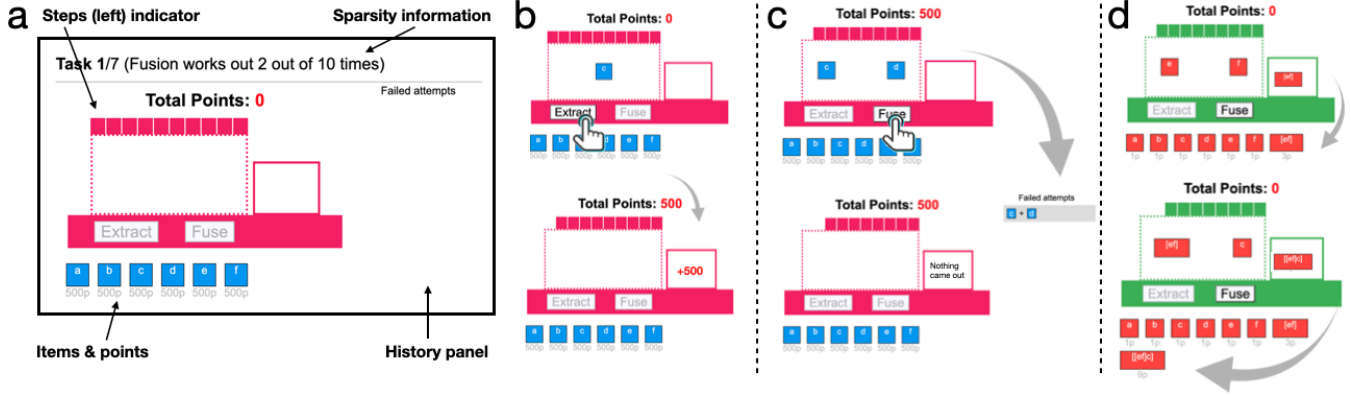 a
Steps (left) indicator
Sparsity information
Task 1/7 (Fusion works out 2 out of 10 times)
Failed attempts
Total Points: 0
Extract Fuse
a b c d e f
500p 500p 500p 500p 500p 500p
Items & points
History panel
b
Total Points: 0
c
Extract Fuse
a b d e f
500p 500p 500p 500p 500p
Total Points: 500
+500
Extract Fuse
a b c d e f
500p 500p 500p 500p 500p 500p
c
Total Points: 500
c d
Extract Fuse
a b c d
500p 500p 500p 500p 500p 500p
Failed attempts
c + d
Total Points: 500
Nothing
came out
Extract Fuse
a b c d e f
500p 500p 500p 500p 500p 500p
d
Total Points: 0
e f
[ef]
Extract Fuse
a b c d e f [ef]
1p 1p 1p 1p 1p 1p 3p
Total Points: 0
[ef] c
[[ef]c]
Extract Fuse
a b c d e f [ef]
1p 1p 1p 1p 1p 1p 3p
[[ef]c]
9p